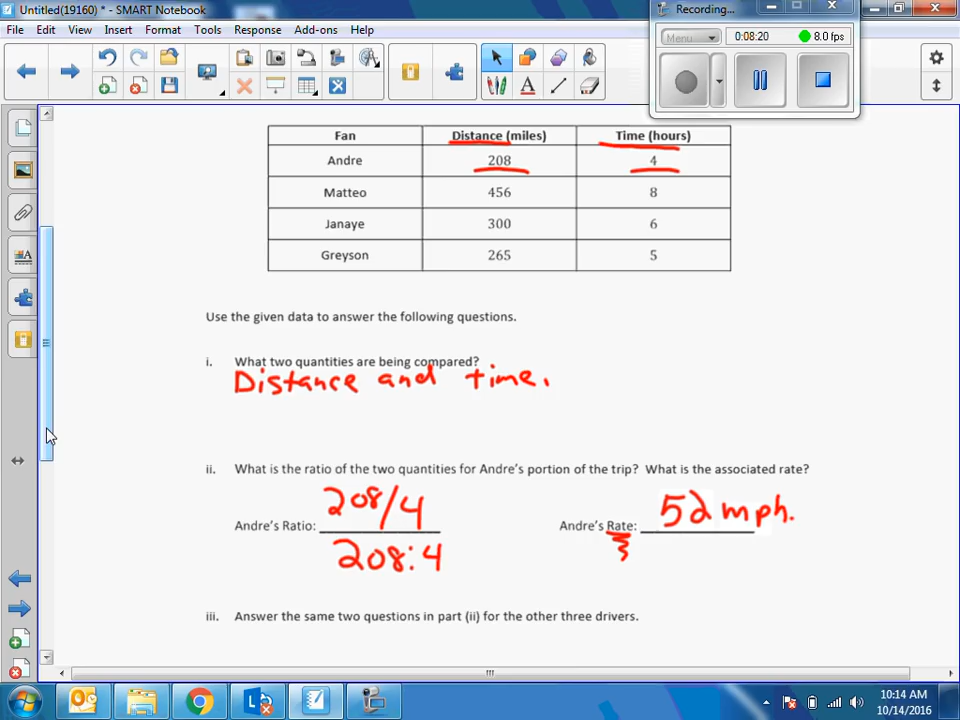 Untitled(19160) * - SMART Notebook
Recording...
File Edit View Insert Format Tools Response Add-ons Help
Menu 0:08:20 8.0 fps
Fan Distance (miles) Time (hours)
Andre 208 4
Matteo 456 8
Janaye 300 6
Greyson 265 5
Use the given data to answer the following questions.
i. What two quantities are being compared?
Distance and time.
ii. What is the ratio of the two quantities for Andre's portion of the trip? What is the associated rate?
Andre's Ratio: 208/4 Andre's Rate: 52 mph.
208:4
iii. Answer the same two questions in part (ii) for the other three drivers.
10:14 AM
10/14/2016